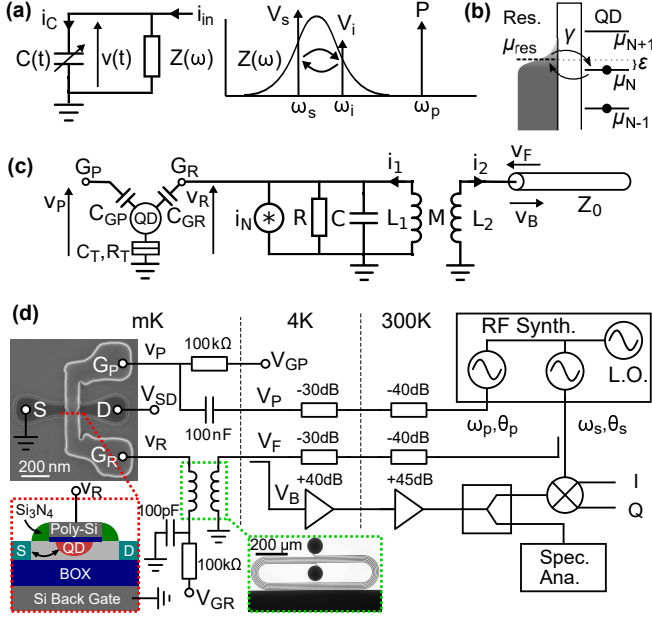 (a)
i_C
i_in
C(t)
v(t)
Z(ω)
V_s
V_i
P
Z(ω)
ω_s
ω_i
ω_p
(b)
Res.
QD
γ
μ_res
μ_N+1
ε
μ_N
μ_N-1
(c)
G_P
G_R
v_P
C_GP
QD
C_GR
v_R
C_T, R_T
i_N
R
C
i_1
L_1
M
L_2
i_2
v_F
v_B
Z_0
(d)
mK
4K
300K
RF Synth.
L.O.
G_P
S
D
G_R
200 nm
v_P
100kΩ
V_GP
V_SD
100nF
V_P
-30dB
-40dB
ω_p,θ_p
ω_s,θ_s
v_R
V_F
-30dB
-40dB
V_B
+40dB
+45dB
I
Q
Spec.
Ana.
100pF
100kΩ
V_GR
200 μm
v_R
Si3N4
Poly-Si
S
QD
D
BOX
Si Back Gate